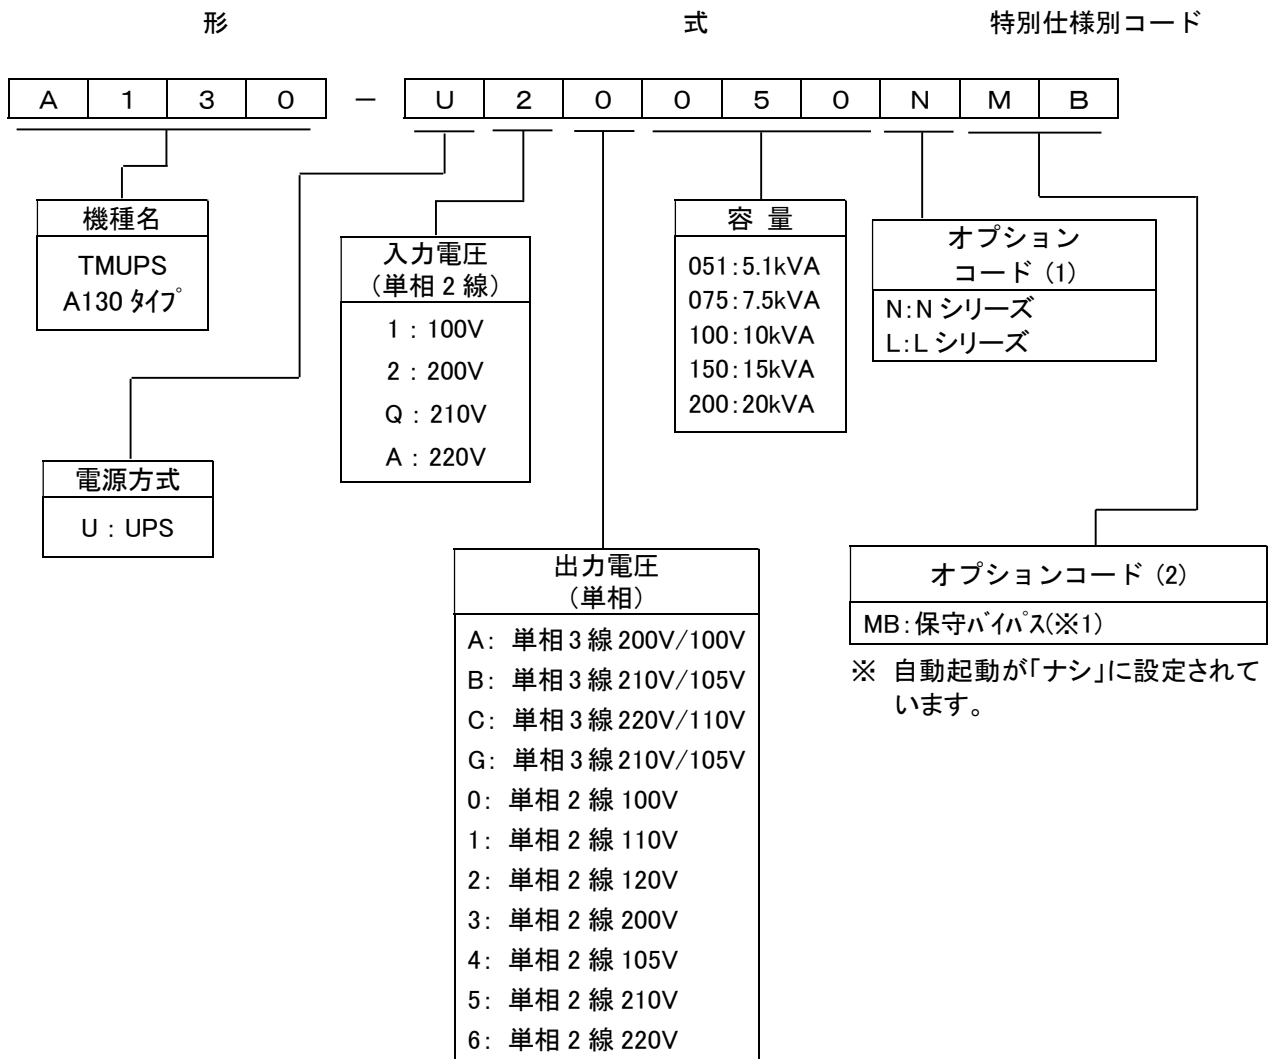 形 式 特別仕様別コード
A 1 3 0 － U 2 0 0 5 0 N M B
機種名
TMUPS
A130 ﾀｲﾌﾟ
電源方式
U : UPS
入力電圧
(単相 2 線)
1 : 100V
2 : 200V
Q : 210V
A : 220V
出力電圧
(単相)
A: 単相 3 線 200V/100V
B: 単相 3 線 210V/105V
C: 単相 3 線 220V/110V
G: 単相 3 線 210V/105V
0: 単相 2 線 100V
1: 単相 2 線 110V
2: 単相 2 線 120V
3: 単相 2 線 200V
4: 単相 2 線 105V
5: 単相 2 線 210V
6: 単相 2 線 220V
容 量
051:5.1kVA
075:7.5kVA
100:10kVA
150:15kVA
200:20kVA
オプション
コード (1)
N:N シリーズ
L:L シリーズ
オプションコード (2)
MB:保守ﾊﾞｲﾊﾟｽ(※1)
※ 自動起動が「ナシ」に設定されて
います。